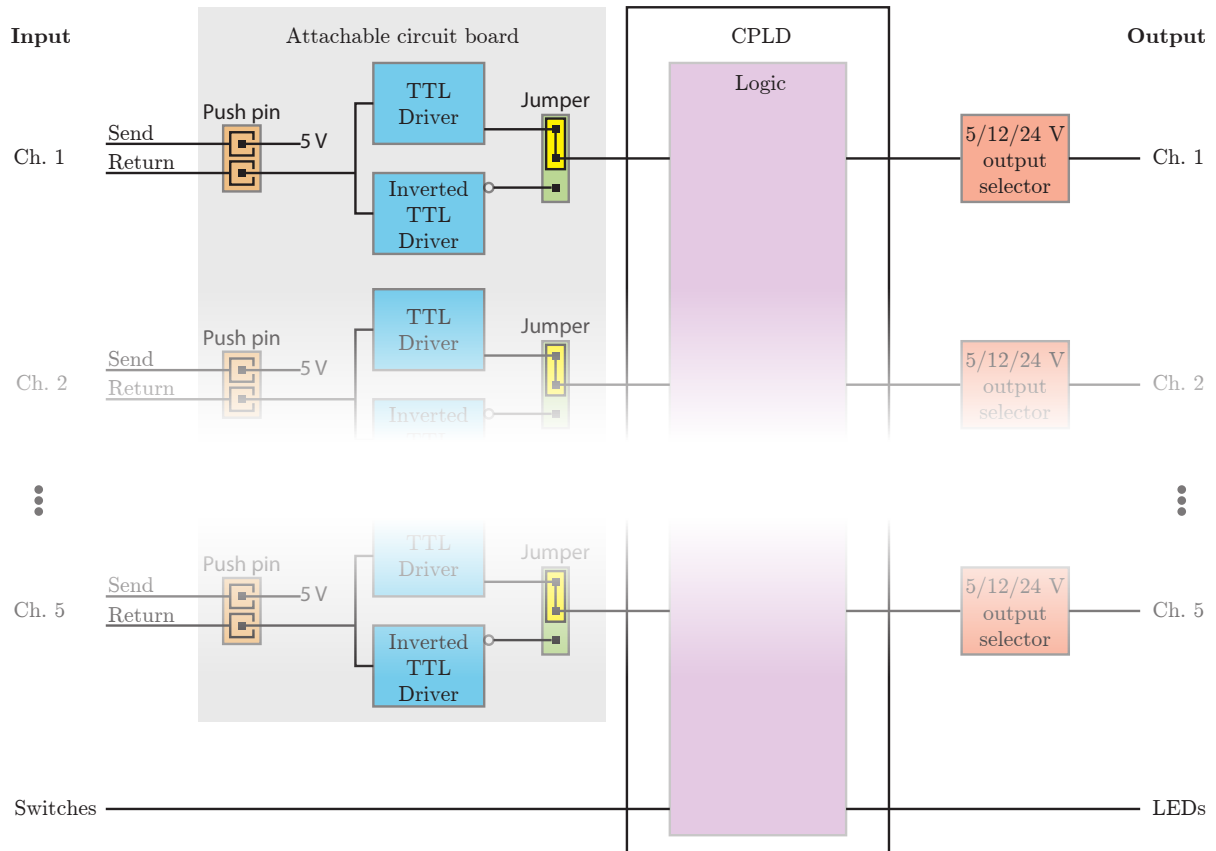 Input
Attachable circuit board
CPLD
Output
Ch. 1
Send
Return
Push pin
5 V
TTL
Driver
Inverted
TTL
Driver
Jumper
Logic
5/12/24 V
output
selector
Ch. 1
Ch. 2
Send
Return
Push pin
5 V
TTL
Driver
Inverted
TTL
Jumper
5/12/24 V
output
selector
Ch. 2
Ch. 5
Send
Return
Push pin
5 V
TTL
Driver
Inverted
TTL
Driver
Jumper
5/12/24 V
output
selector
Ch. 5
Switches
LEDs